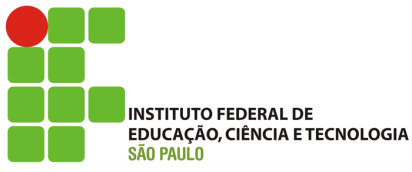 INSTITUTO FEDERAL DE
EDUCAÇÃO, CIÊNCIA E TECNOLOGIA
SÃO PAULO